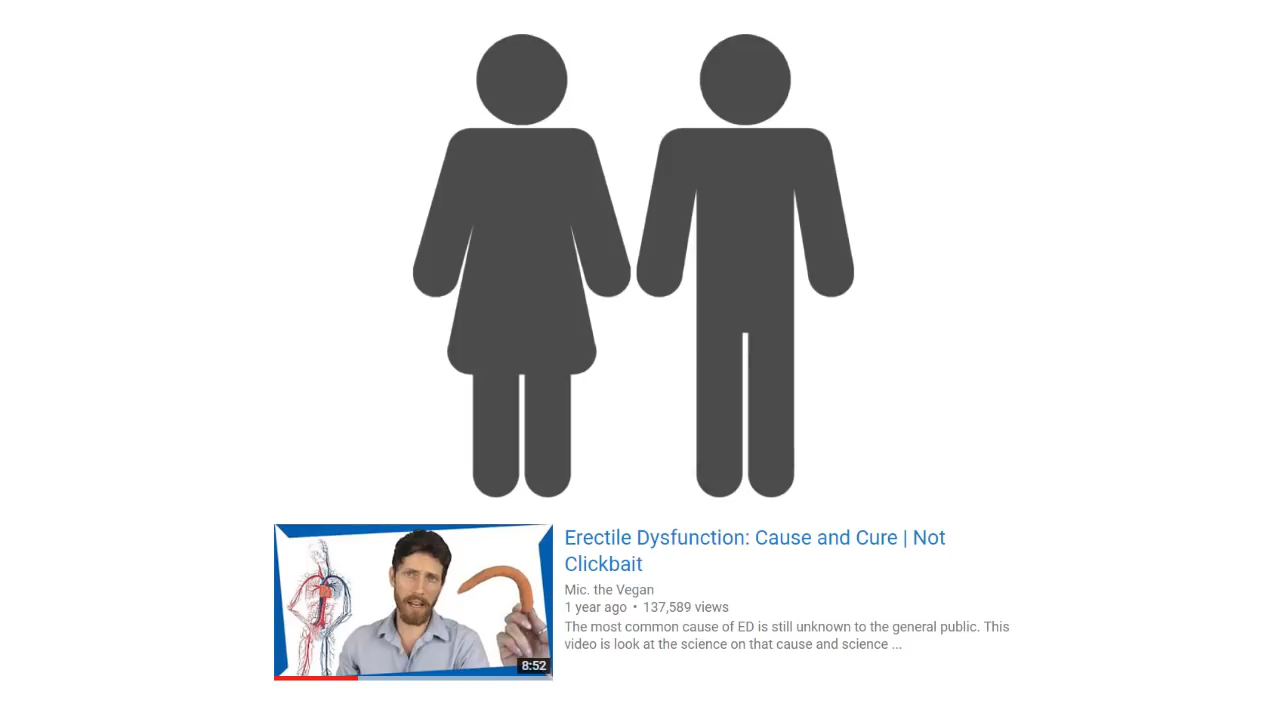 Erectile Dysfunction: Cause and Cure | Not
Clickbait
Mic. the Vegan
1 year ago • 137,589 views
The most common cause of ED is still unknown to the general public. This
video is look at the science on that cause and science ...
8:52